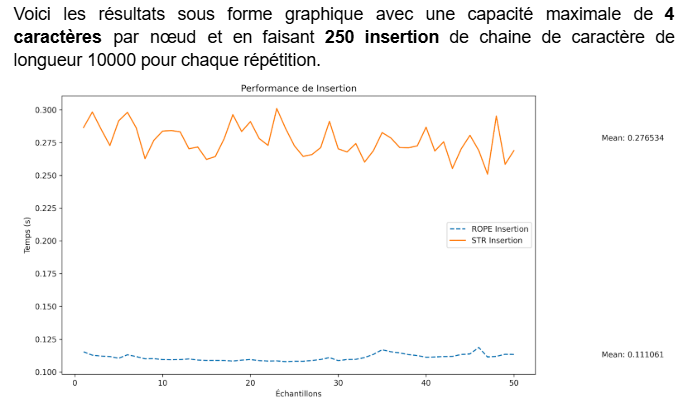 Voici les résultats sous forme graphique avec une capacité maximale de 4
caractères par nœud et en faisant 250 insertion de chaine de caractère de
longueur 10000 pour chaque répétition.
Performance de Insertion
0.300
0.275
0.250
0.225
0.200
0.175
0.150
0.125
0.100
Temps (s)
Mean: 0.276534
ROPE Insertion
STR Insertion
Mean: 0.111061
0 10 20 30 40 50
Échantillons